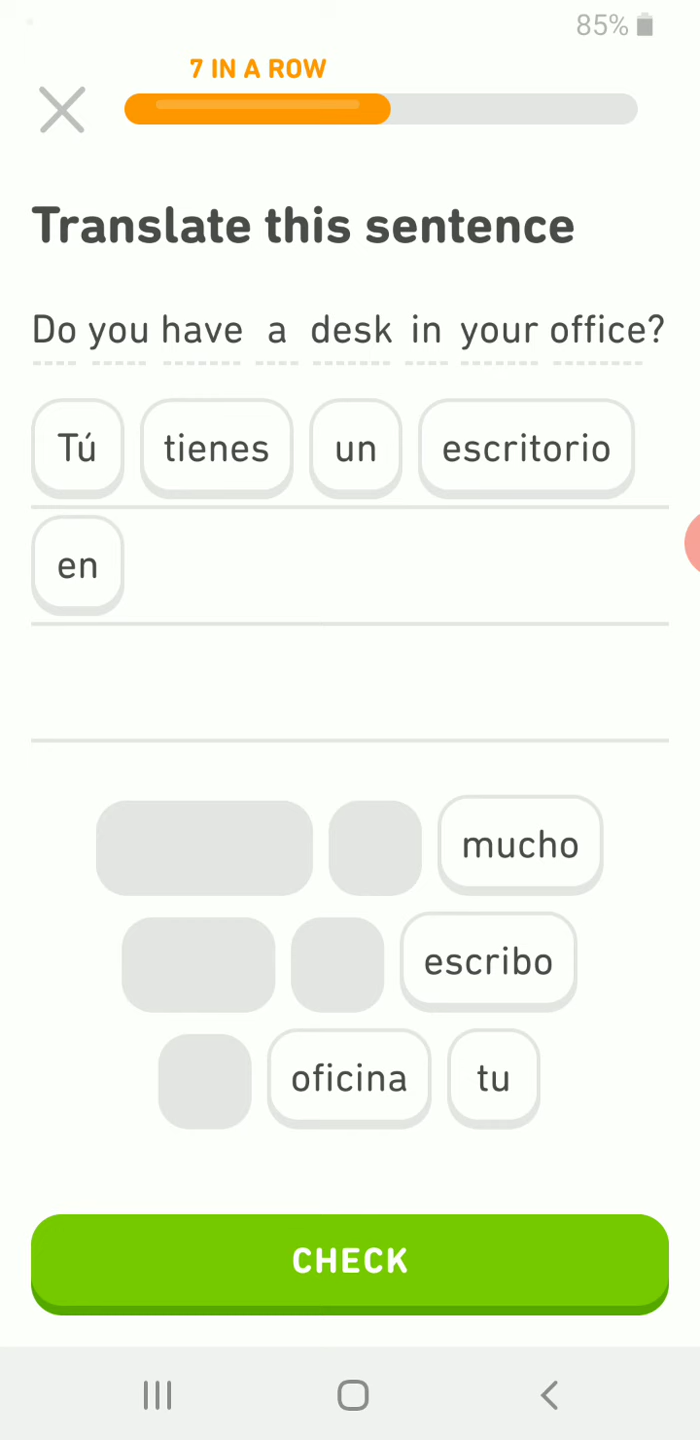 85%
7 IN A ROW
Translate this sentence
Do you have a desk in your office?
Tú tienes un escritorio
en
mucho
escribo
oficina tu
CHECK